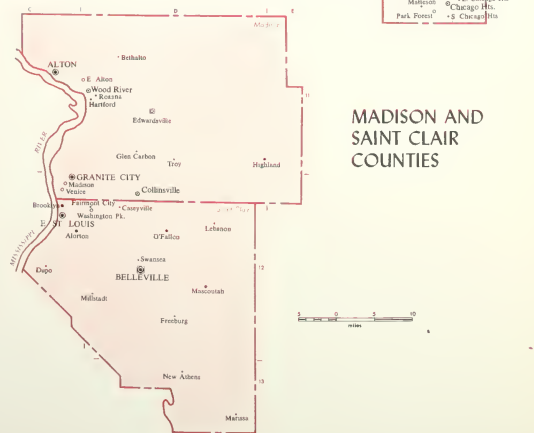 Matteson
Chicago Hts.
Park Forest
S Chicago Hts
C
D
E
Madison
Bethalto
ALTON
E Alton
Wood River
Roxana
Hartford
11
Edwardsville
MADISON AND
SAINT CLAIR
COUNTIES
RIVER
Glen Carbon
Troy
Highland
GRANITE CITY
Madison
Venice
Collinsville
Brooklyn
Fairmont City
Caseyville
Washington Pk.
E ST LOUIS
Alorton
O'Fallon
Lebanon
MISSISSIPPI
Swansea
Dupo
BELLEVILLE
12
Mascoutah
Millstadt
5
0
5
10
miles
Freeburg
New Athens
13
Marissa